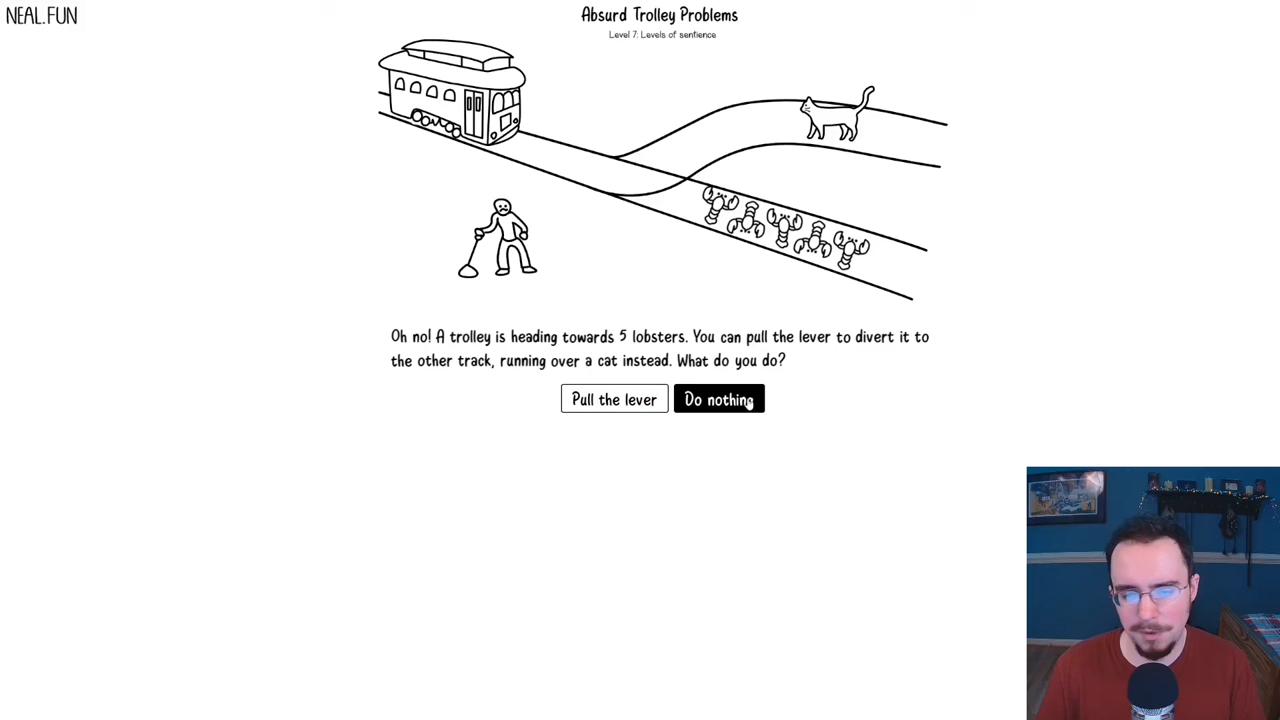 NEAL.FUN
Absurd Trolley Problems
Level 7: Levels of sentience
Oh no! A trolley is heading towards 5 lobsters. You can pull the lever to divert it to
the other track, running over a cat instead. What do you do?
Pull the lever
Do nothing